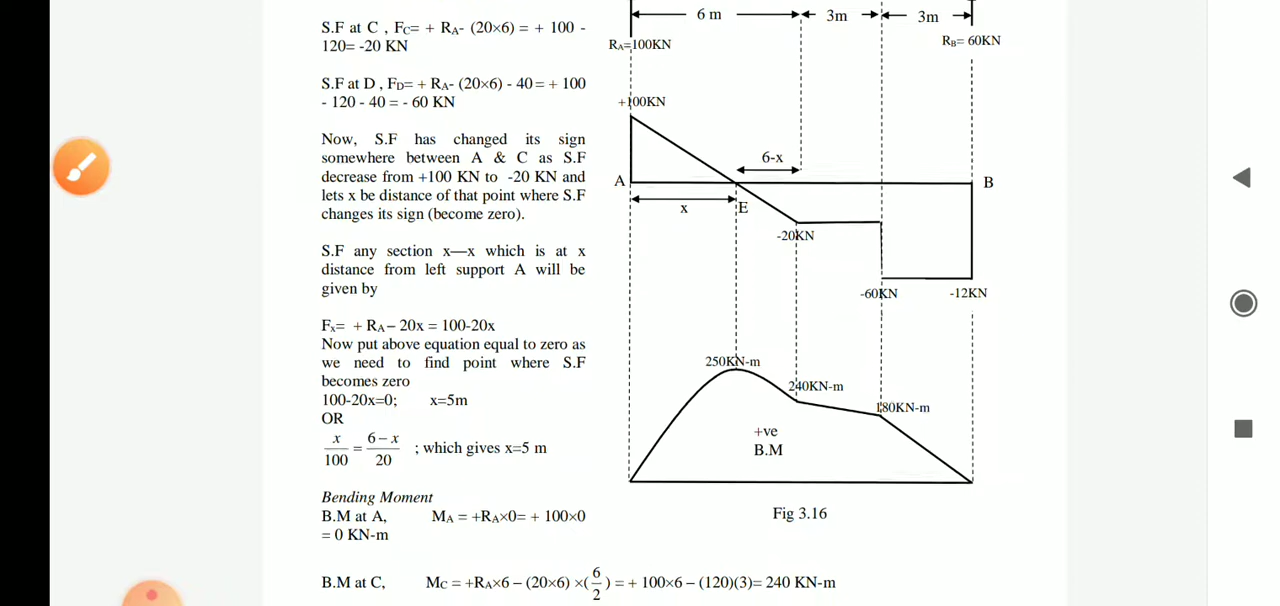 S.F at C , FC= + RA- (20×6) = + 100 -
120= -20 KN
S.F at D , FD= + RA- (20×6) - 40 = + 100
- 120 - 40 = - 60 KN
Now, S.F has changed its sign
somewhere between A & C as S.F
decrease from +100 KN to -20 KN and
lets x be distance of that point where S.F
changes its sign (become zero).
S.F any section x—x which is at x
distance from left support A will be
given by
Fx= + RA – 20x = 100-20x
Now put above equation equal to zero as
we need to find point where S.F
becomes zero
100-20x=0; x=5m
OR
x/100 = 6-x/20 ; which gives x=5 m
Bending Moment
B.M at A, MA = +RA×0= + 100×0
= 0 KN-m
B.M at C, MC = +RA×6 – (20×6) ×(6/2) = + 100×6 – (120)(3)= 240 KN-m
6 m 3m 3m
RA=100KN RB= 60KN
+100KN
6-x
A B
x E
-20KN
-60KN -12KN
250KN-m
240KN-m
180KN-m
+ve
B.M
Fig 3.16